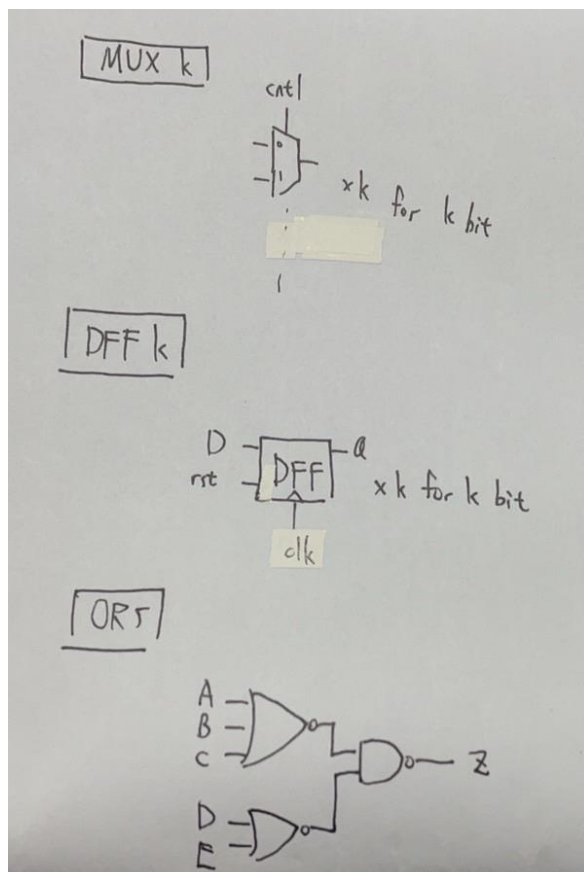 MUX k
cntl
0
1
xk for k bit
DFF k
D
Q
rst
DFF
xk for k bit
clk
OR5
A
B
C
Z
D
E